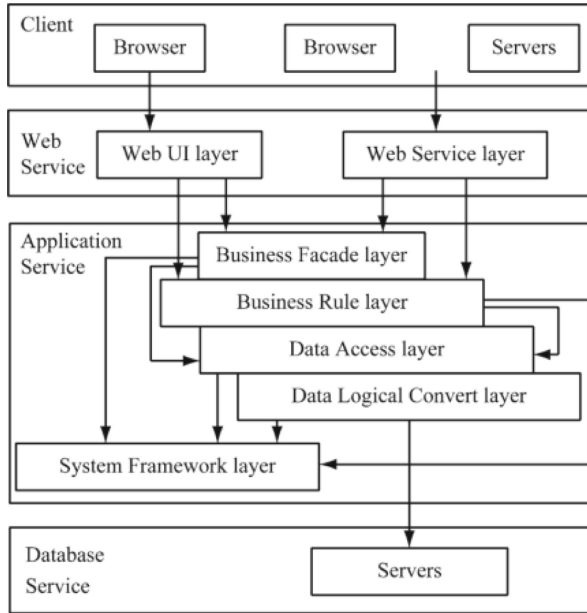 Client
Browser
Browser
Servers
Web
Service
Web UI layer
Web Service layer
Application
Service
Business Facade layer
Business Rule layer
Data Access layer
Data Logical Convert layer
System Framework layer
Database
Service
Servers